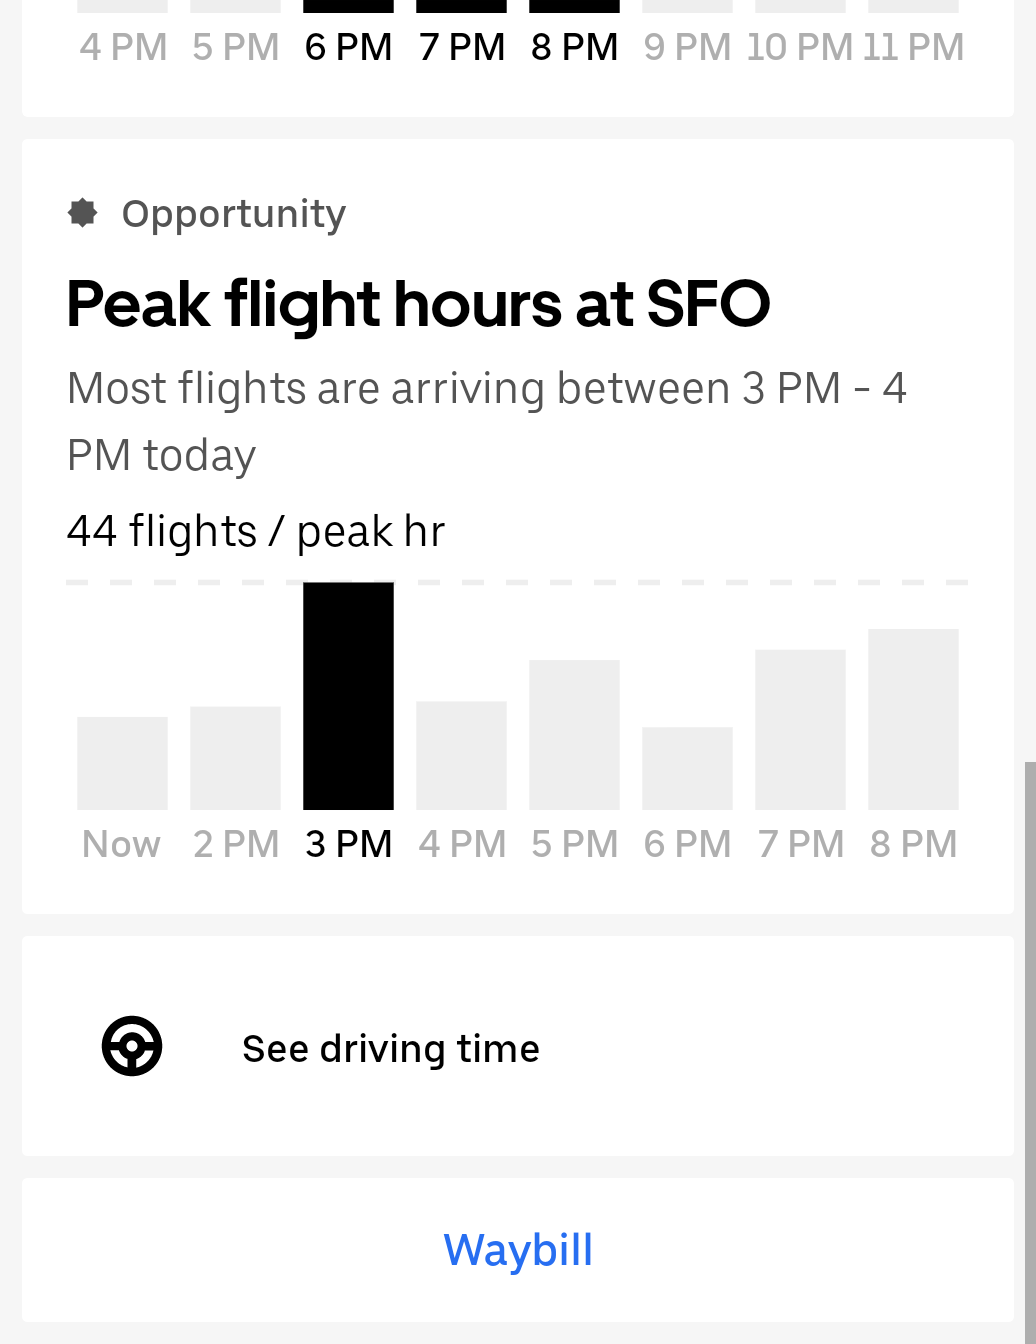 4 PM 5 PM 6 PM 7 PM 8 PM 9 PM 10 PM 11 PM
Opportunity
Peak flight hours at SFO
Most flights are arriving between 3 PM - 4
PM today
44 flights / peak hr
Now 2 PM 3 PM 4 PM 5 PM 6 PM 7 PM 8 PM
See driving time
Waybill